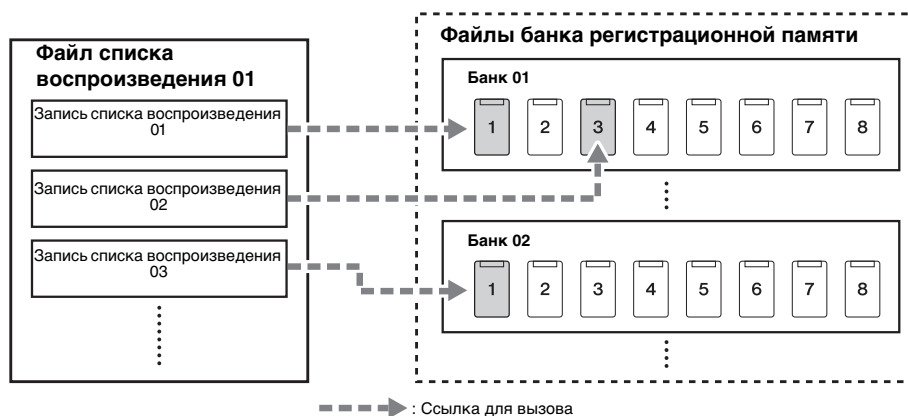 Файл списка
воспроизведения 01
Запись списка воспроизведения
01
Запись списка воспроизведения
02
Запись списка воспроизведения
03
Файлы банка регистрационной памяти
Банк 01
1 2 3 4 5 6 7 8
Банк 02
1 2 3 4 5 6 7 8
: Ссылка для вызова